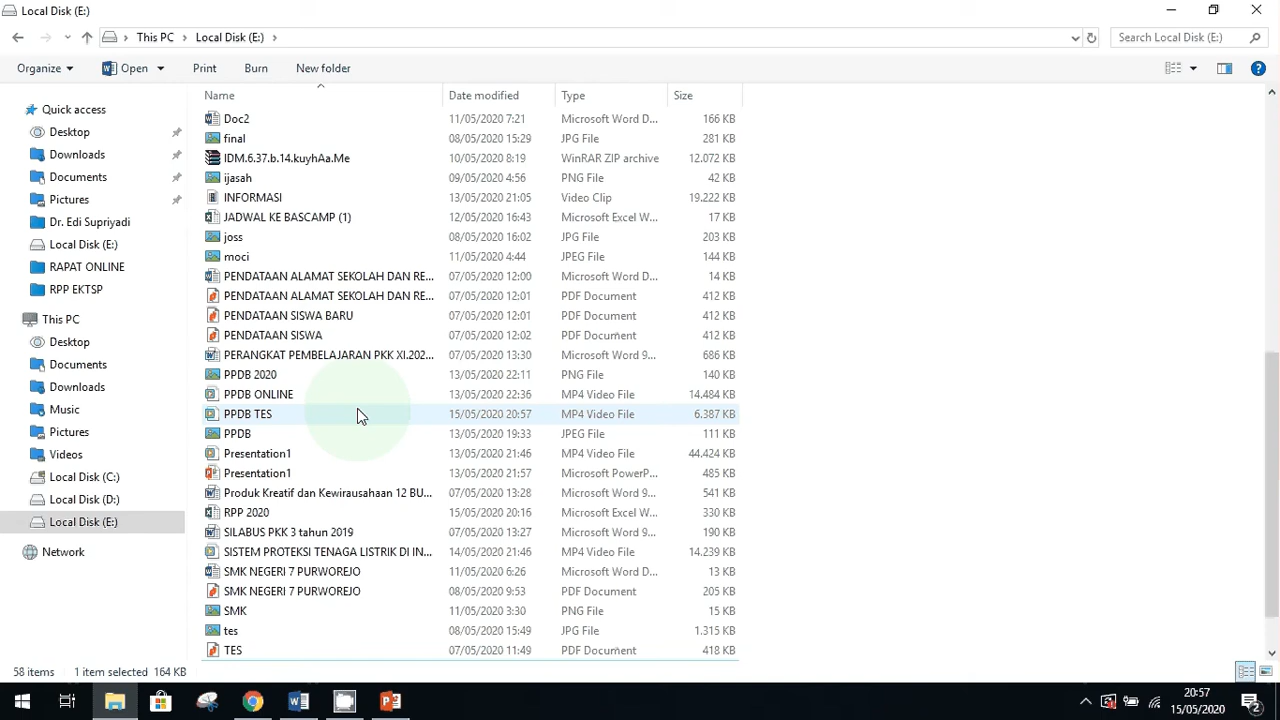 Local Disk (E:)
This PC > Local Disk (E:) >
Search Local Disk (E:)
Organize Open Print Burn New folder
Name Date modified Type Size
Quick access
Desktop
Downloads
Documents
Pictures
Dr. Edi Supriyadi
Local Disk (E:)
RAPAT ONLINE
RPP EKTSP
This PC
Desktop
Documents
Downloads
Music
Pictures
Videos
Local Disk (C:)
Local Disk (D:)
Local Disk (E:)
Network
Doc2 11/05/2020 7:21 Microsoft Word D... 166 KB
final 08/05/2020 15:29 JPG File 281 KB
IDM.6.37.b.14.kuyhAa.Me 10/05/2020 8:19 WinRAR ZIP archive 12.072 KB
ijasah 09/05/2020 4:56 PNG File 42 KB
INFORMASI 13/05/2020 21:05 Video Clip 19.222 KB
JADWAL KE BASCAMP (1) 12/05/2020 16:43 Microsoft Excel W... 17 KB
joss 08/05/2020 16:02 JPG File 203 KB
moci 11/05/2020 4:44 JPEG File 144 KB
PENDATAAN ALAMAT SEKOLAH DAN RE... 07/05/2020 12:00 Microsoft Word D... 14 KB
PENDATAAN ALAMAT SEKOLAH DAN RE... 07/05/2020 12:01 PDF Document 412 KB
PENDATAAN SISWA BARU 07/05/2020 12:01 PDF Document 412 KB
PENDATAAN SISWA 07/05/2020 12:02 PDF Document 412 KB
PERANGKAT PEMBELAJARAN PKK XI.202... 07/05/2020 13:30 Microsoft Word 9... 686 KB
PPDB 2020 13/05/2020 22:11 PNG File 140 KB
PPDB ONLINE 13/05/2020 22:36 MP4 Video File 14.484 KB
PPDB TES 15/05/2020 20:57 MP4 Video File 6.387 KB
PPDB 13/05/2020 19:33 JPEG File 111 KB
Presentation1 13/05/2020 21:46 MP4 Video File 44.424 KB
Presentation1 13/05/2020 21:57 Microsoft PowerP... 485 KB
Produk Kreatif dan Kewirausahaan 12 BU... 07/05/2020 13:28 Microsoft Word 9... 541 KB
RPP 2020 15/05/2020 20:16 Microsoft Excel W... 330 KB
SILABUS PKK 3 tahun 2019 07/05/2020 13:27 Microsoft Word 9... 190 KB
SISTEM PROTEKSI TENAGA LISTRIK DI IN... 14/05/2020 21:46 MP4 Video File 14.239 KB
SMK NEGERI 7 PURWOREJO 11/05/2020 6:26 Microsoft Word D... 13 KB
SMK NEGERI 7 PURWOREJO 08/05/2020 9:53 PDF Document 205 KB
SMK 11/05/2020 3:30 PNG File 15 KB
tes 08/05/2020 15:49 JPG File 1.315 KB
TES 07/05/2020 11:49 PDF Document 418 KB
58 items 1 item selected 164 KB
20:57
15/05/2020
2